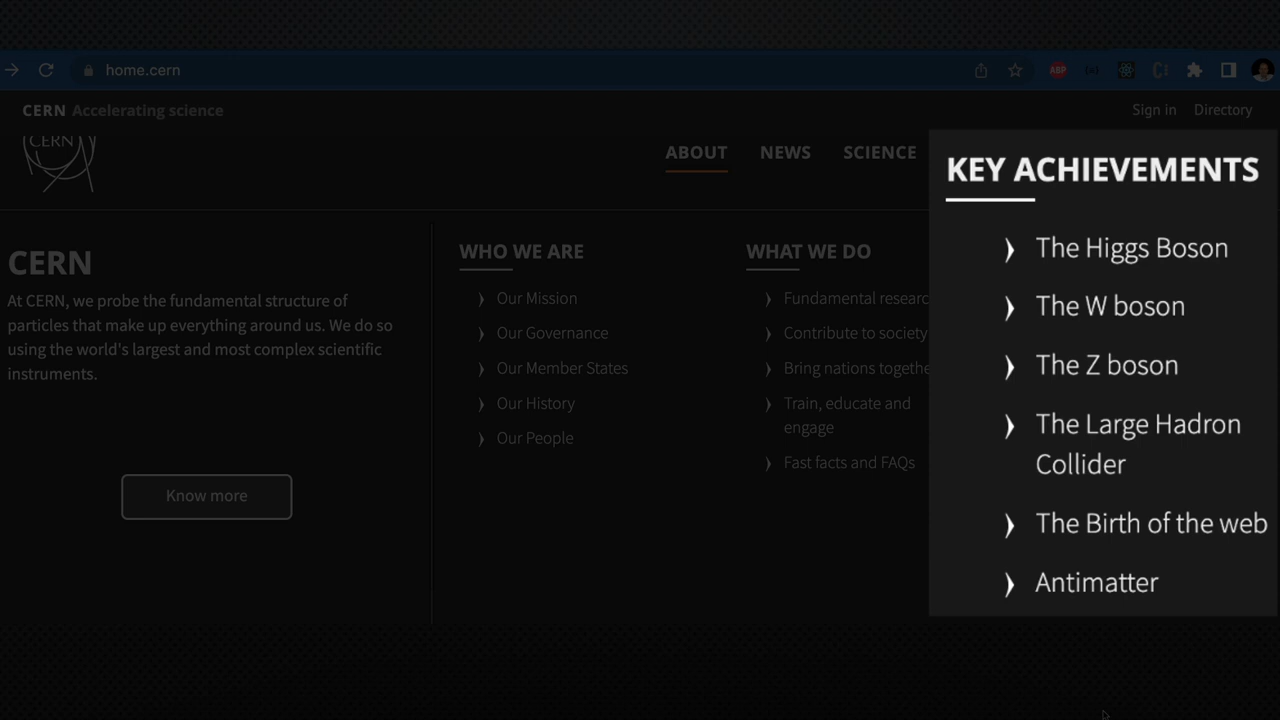 home.cern
ABP
CERN Accelerating science
Sign in Directory
CERN
ABOUT NEWS SCIENCE
KEY ACHIEVEMENTS
The Higgs Boson
The W boson
The Z boson
The Large Hadron
Collider
The Birth of the web
Antimatter
CERN
At CERN, we probe the fundamental structure of
particles that make up everything around us. We do so
using the world's largest and most complex scientific
instruments.
Know more
WHO WE ARE
Our Mission
Our Governance
Our Member States
Our History
Our People
WHAT WE DO
Fundamental researc
Contribute to society
Bring nations togethe
Train, educate and
engage
Fast facts and FAQs